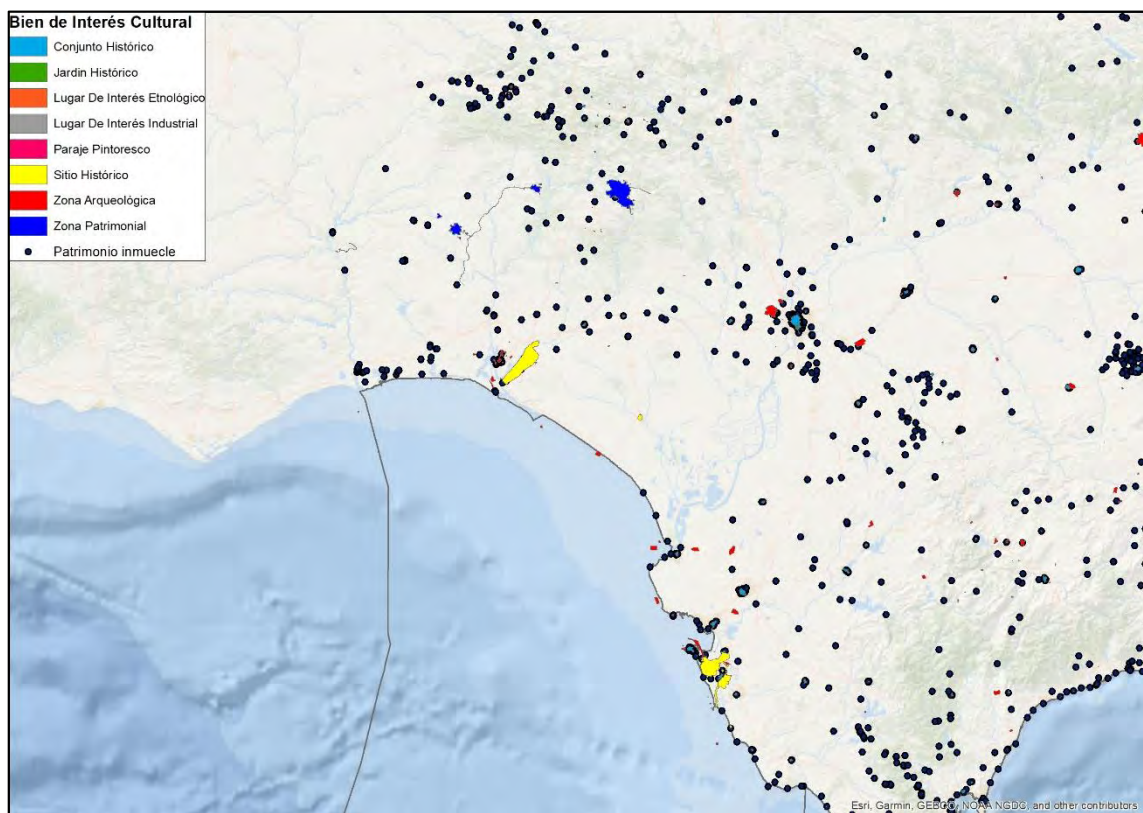 Bien de Interés Cultural
Conjunto Histórico
Jardin Histórico
Lugar De Interés Etnológico
Lugar De Interés Industrial
Paraje Pintoresco
Sitio Histórico
Zona Arqueológica
Zona Patrimonial
Patrimonio inmuecle
Esri, Garmin, GEBCO, NOAA NGDC, and other contributors